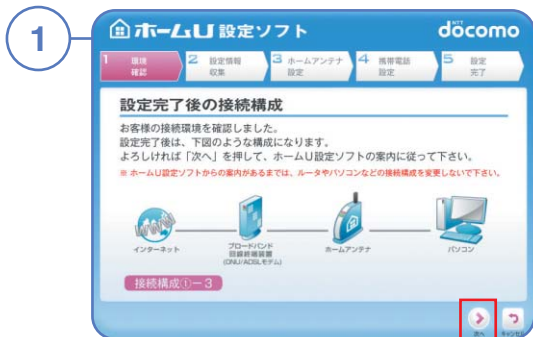 1
ホームU 設定ソフト
NTT
döcomo
1 環境確認
2 設定情報収集
3 ホームアンテナ設定
4 携帯電話設定
5 設定完了
設定完了後の接続構成
お客様の接続環境を確認しました。
設定完了後は、下図のような構成になります。
よろしければ「次へ」を押して、ホームU設定ソフトの案内に従って下さい。
※ ホームU設定ソフトからの案内があるまでは、ルータやパソコンなどの接続構成を変更しないで下さい。
インターネット
ブロードバンド
回線終端装置
(ONU/ADSLモデム)
ホームアンテナ
パソコン
接続構成①－3
次へ
キャンセル